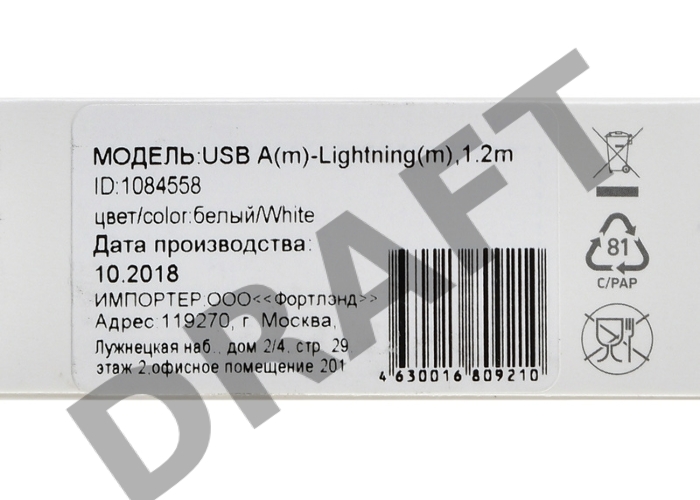 МОДЕЛЬ:USB A(m)-Lightning(m),1.2m
ID:1084558
цвет/color:белый/White
Дата производства:
10.2018
ИМПОРТЕР:ООО<<Фортлэнд>>
Адрес:119270, г. Москва,
Лужнецкая наб., дом 2/4, стр. 29
этаж 2,офисное помещение 201
4 630016 809210
81
C/PAP
DRAFT